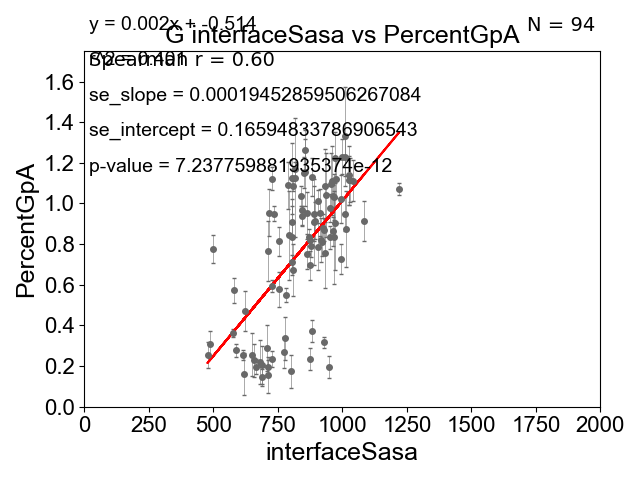 y = 0.002x + -0.514
N = 94
G interfaceSasa vs PercentGpA
Spearman r = 0.60
= 0.401
se_slope = 0.00019452859506267084
se_intercept = 0.16594833786906543
p-value = 7.237759881935374e-12
PercentGpA
1.6
1.4
1.2
1.0
0.8
0.6
0.4
0.2
0.0
0 250 500 750 1000 1250 1500 1750 2000
interfaceSasa